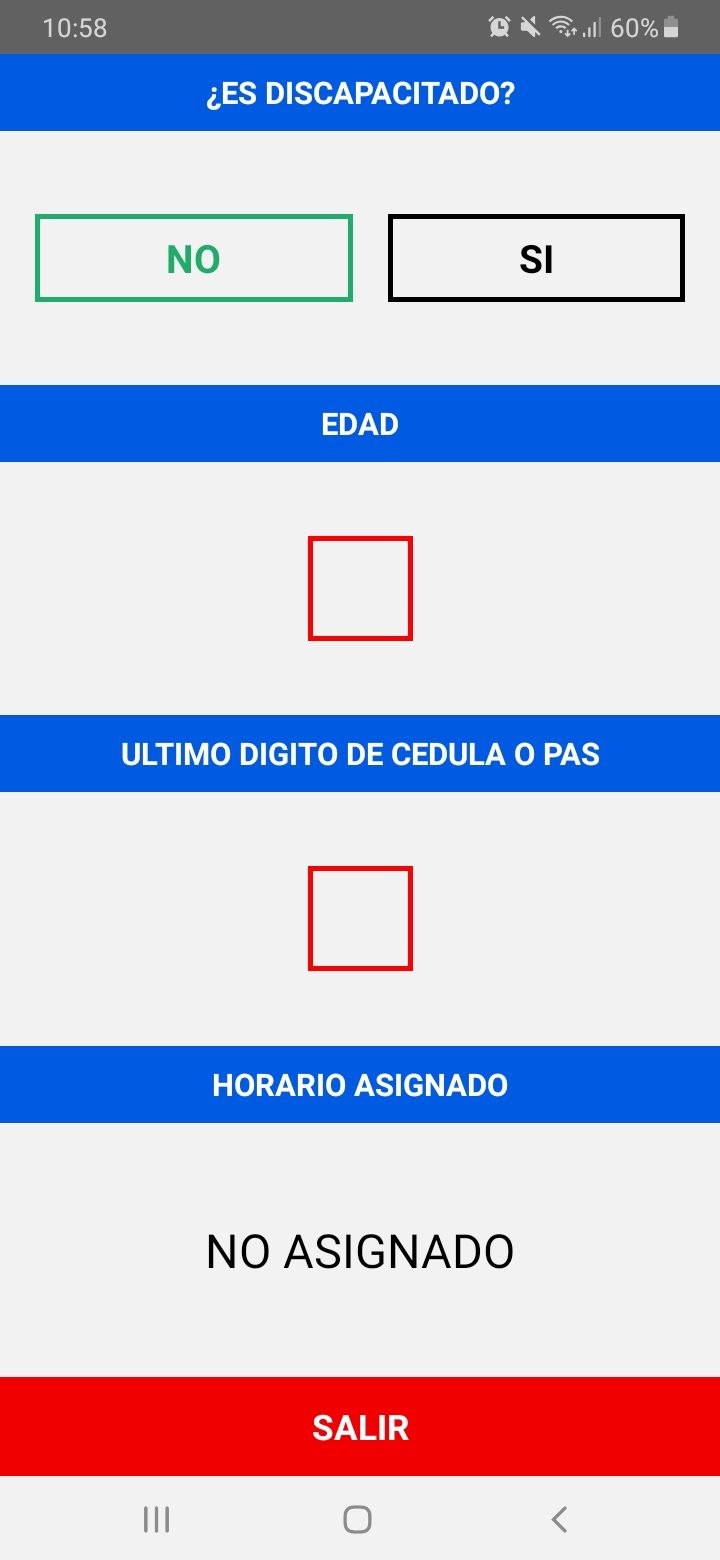 10:58
60%
¿ES DISCAPACITADO?
NO
SI
EDAD
ULTIMO DIGITO DE CEDULA O PAS
HORARIO ASIGNADO
NO ASIGNADO
SALIR